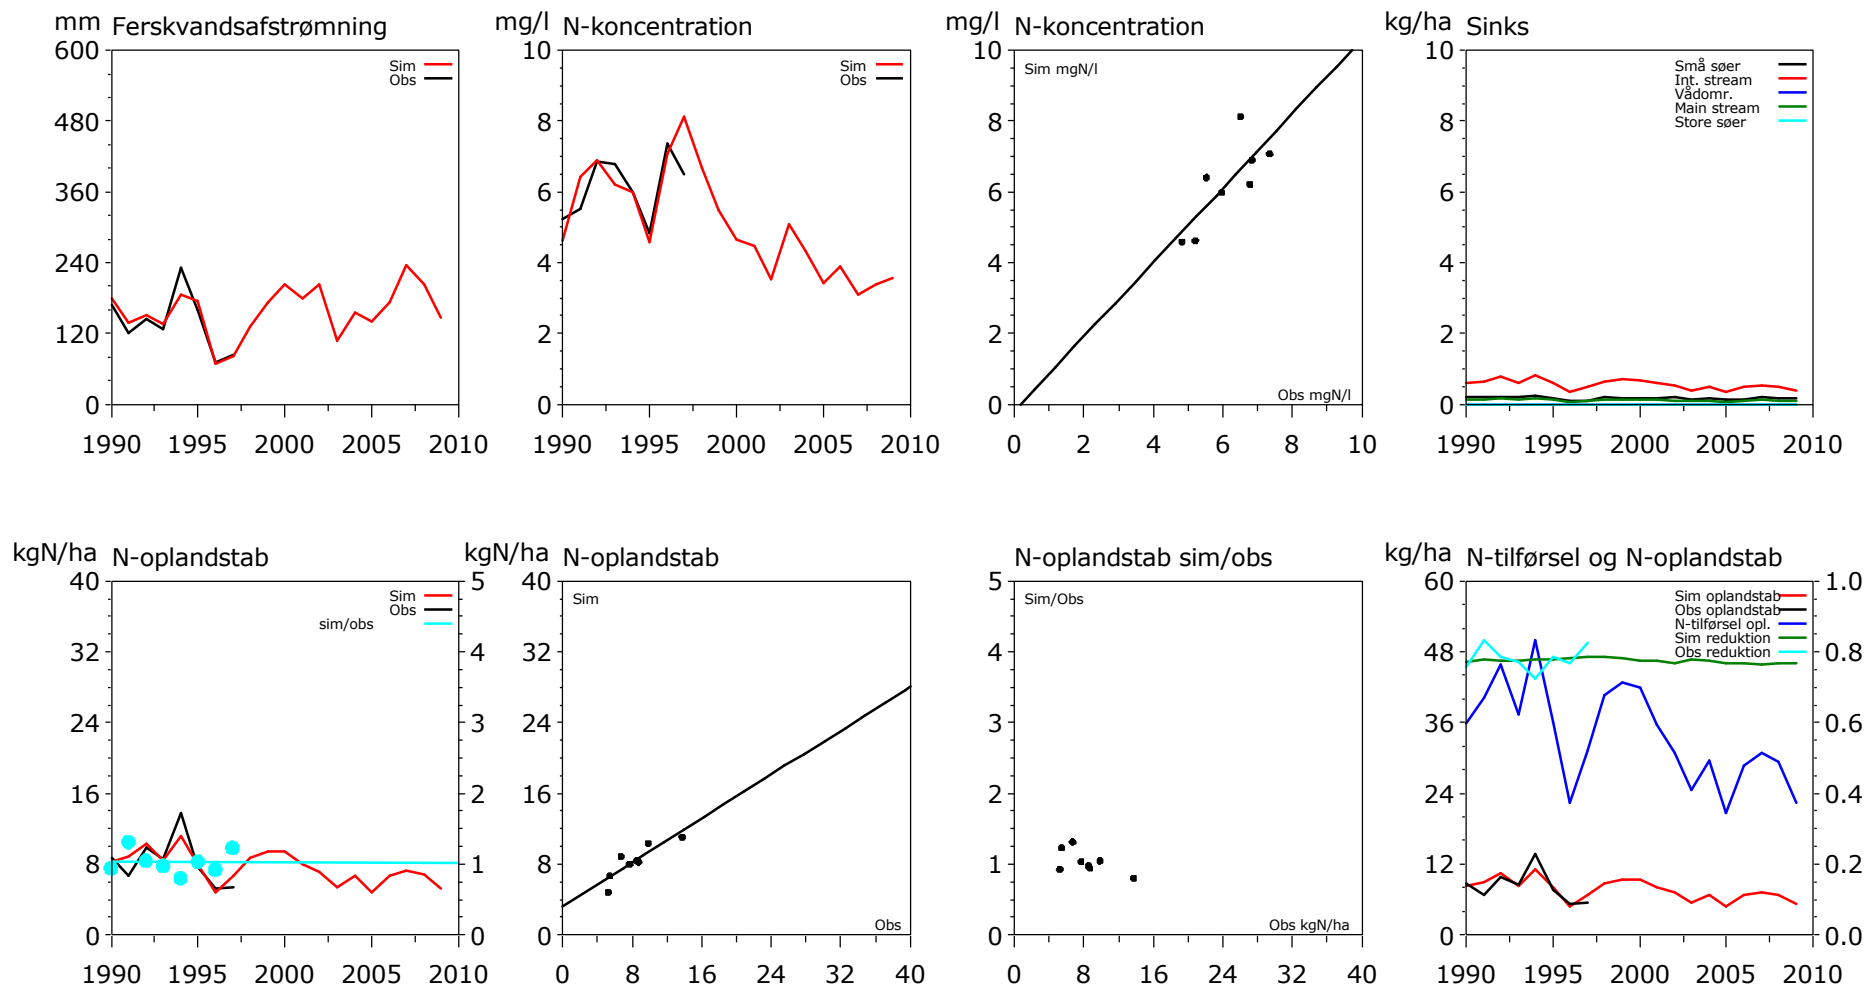 mm Ferskvandsafstrømning
600
480
360
240
120
0
1990 1995 2000 2005 2010
Sim
Obs
mg/l N-koncentration
10
8
6
4
2
0
1990 1995 2000 2005 2010
Sim
Obs
mg/l N-koncentration
10
8
6
4
2
0
0 2 4 6 8 10
Sim mgN/l
Obs mgN/l
kg/ha Sinks
10
8
6
4
2
0
1990 1995 2000 2005 2010
Små søer
Int. stream
Vådomr.
Main stream
Store søer
kgN/ha N-oplandstab
40
32
24
16
8
0
1990 1995 2000 2005 2010
5
4
3
2
1
0
Sim
Obs
sim/obs
kgN/ha N-oplandstab
40
32
24
16
8
0
0 8 16 24 32 40
Sim
Obs
N-oplandstab sim/obs
5
4
3
2
1
0
0 8 16 24 32 40
Sim/Obs
Obs kgN/ha
kg/ha N-tilførsel og N-oplandstab
60
48
36
24
12
0
1990 1995 2000 2005 2010
1.0
0.8
0.6
0.4
0.2
0.0
Sim oplandstab
Obs oplandstab
N-tilførsel opl.
Sim reduktion
Obs reduktion